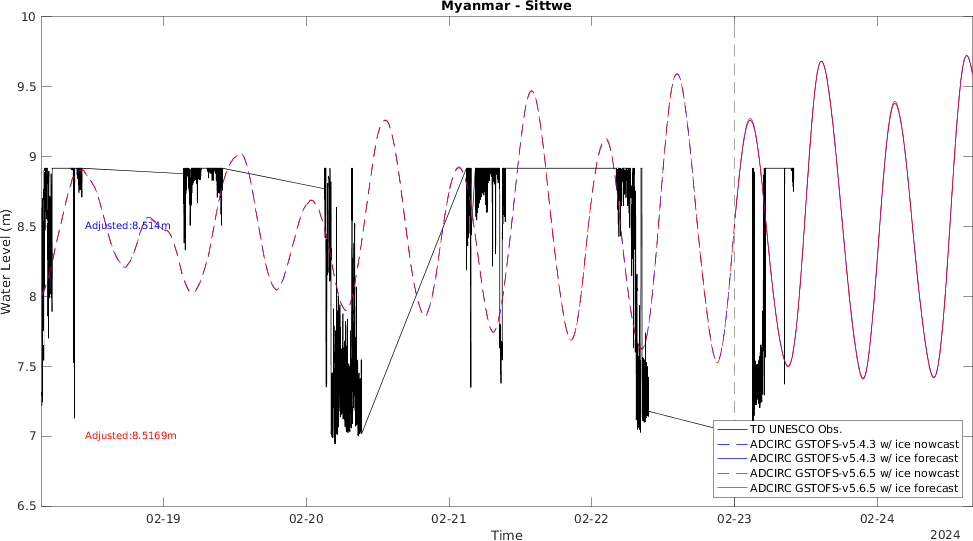 Myanmar - Sittwe
10
9.5
9
8.5
8
7.5
7
6.5
Water Level (m)
Adjusted:8.514m
Adjusted:8.5169m
TD UNESCO Obs.
ADCIRC GSTOFS-v5.4.3 w/ ice nowcast
ADCIRC GSTOFS-v5.4.3 w/ ice forecast
ADCIRC GSTOFS-v5.6.5 w/ ice nowcast
ADCIRC GSTOFS-v5.6.5 w/ ice forecast
02-19 02-20 02-21 02-22 02-23 02-24
Time
2024